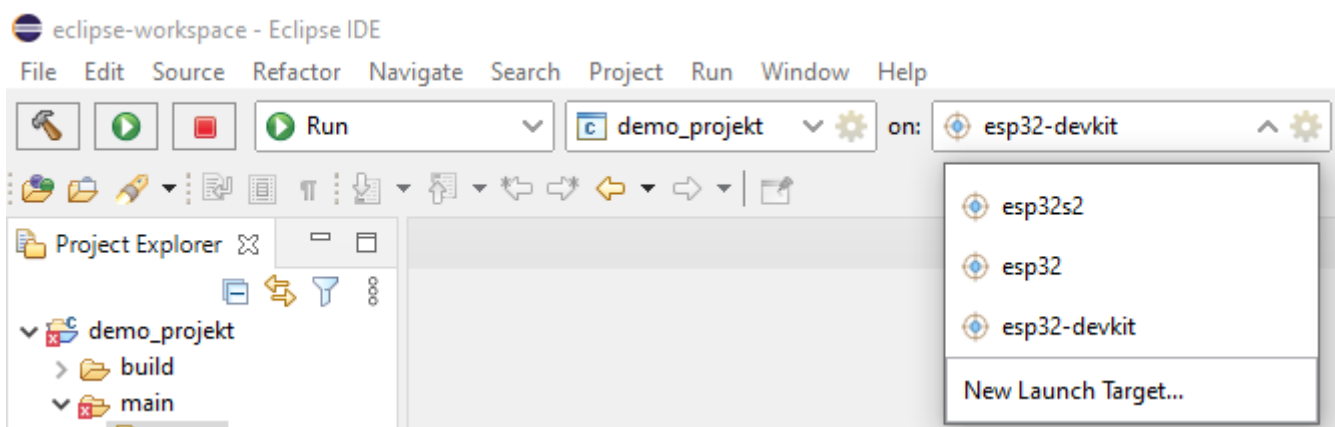 eclipse-workspace - Eclipse IDE
File Edit Source Refactor Navigate Search Project Run Window Help
Run demo_projekt on: esp32-devkit
esp32s2
Project Explorer
esp32
esp32-devkit
demo_projekt
build
New Launch Target...
main